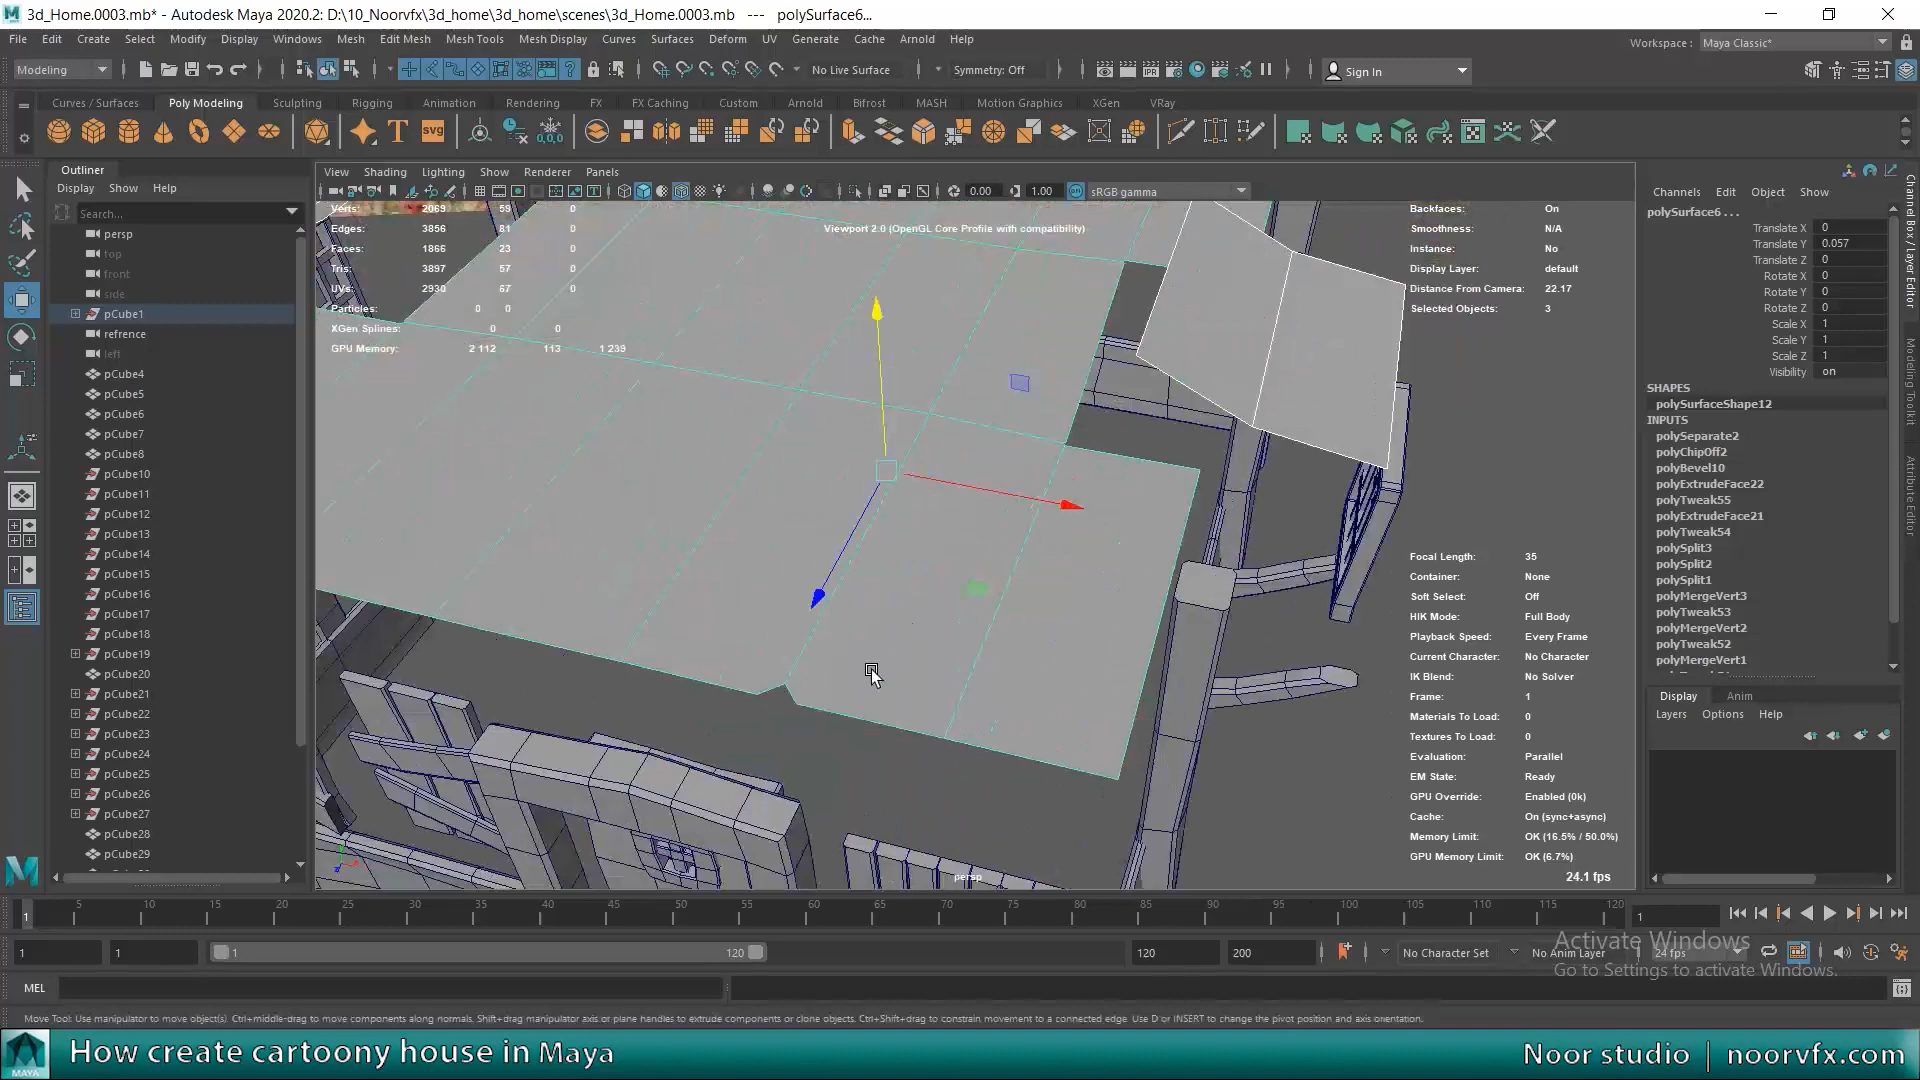 3d_Home.0003.mb* - Autodesk Maya 2020.2: D:\10_Noorvfx\3d_home\3d_home\scenes\3d_Home.0003.mb   ---   polySurface6...
File Edit Create Select Modify Display Windows Mesh Edit Mesh Mesh Tools Mesh Display Curves Surfaces Deform UV Generate Cache Arnold Help
Workspace : Maya Classic*
Modeling No Live Surface Symmetry: Off Sign In
Curves / Surfaces Poly Modeling Sculpting Rigging Animation Rendering FX FX Caching Custom Arnold Bifrost MASH Motion Graphics XGen VRay
svg
0,0,0
Outliner
Display Show Help
Search...
persp
top
front
side
pCube1
refrence
left
pCube4
pCube5
pCube6
pCube7
pCube8
pCube10
pCube11
pCube12
pCube13
pCube14
pCube15
pCube16
pCube17
pCube18
pCube19
pCube20
pCube21
pCube22
pCube23
pCube24
pCube25
pCube26
pCube27
pCube28
pCube29
View Shading Lighting Show Renderer Panels
0.00 1.00 sRGB gamma
Verts: 2069 59 0
Edges: 3856 81 0
Faces: 1866 23 0
Tris: 3897 57 0
UVs: 2930 67 0
Particles: 0 0
XGen Splines: 0 0
GPU Memory: 2 112 113 1 239
Viewport 2.0 (OpenGL Core Profile with compatibility)
Backfaces: On
Smoothness: N/A
Instance: No
Display Layer: default
Distance From Camera: 22.17
Selected Objects: 3
Focal Length: 35
Container: None
Soft Select: Off
HIK Mode: Full Body
Playback Speed: Every Frame
Current Character: No Character
IK Blend: No Solver
Frame: 1
Materials To Load: 0
Textures To Load: 0
Evaluation: Parallel
EM State: Ready
GPU Override: Enabled (0k)
Cache: On (sync+async)
Memory Limit: OK (16.5% / 50.0%)
GPU Memory Limit: OK (6.7%)
24.1 fps
persp
Channels Edit Object Show
polySurface6 ...
Translate X 0
Translate Y 0.057
Translate Z 0
Rotate X 0
Rotate Y 0
Rotate Z 0
Scale X 1
Scale Y 1
Scale Z 1
Visibility on
SHAPES
polySurfaceShape12
INPUTS
polySeparate2
polyChipOff2
polyBevel10
polyExtrudeFace22
polyTweak55
polyExtrudeFace21
polyTweak54
polySplit3
polySplit2
polySplit1
polyMergeVert3
polyTweak53
polyMergeVert2
polyTweak52
polyMergeVert1
Display Anim
Layers Options Help
Channel Box / Layer Editor
Modeling Toolkit
Attribute Editor
1 5 10 15 20 25 30 35 40 45 50 55 60 65 70 75 80 85 90 95 100 105 110 115 120
1
1 1 1 120 120 200 No Character Set No Anim Layer 24 fps
Activate Windows
Go to Settings to activate Windows.
MEL
Move Tool: Use manipulator to move object(s). Ctrl+middle-drag to move components along normals. Shift+drag manipulator axis or plane handles to extrude components or clone objects. Ctrl+Shift+drag to constrain movement to a connected edge. Use D or INSERT to change the pivot position and axis orientation.
MAYA
How create cartoony house in Maya
Noor studio | noorvfx.com